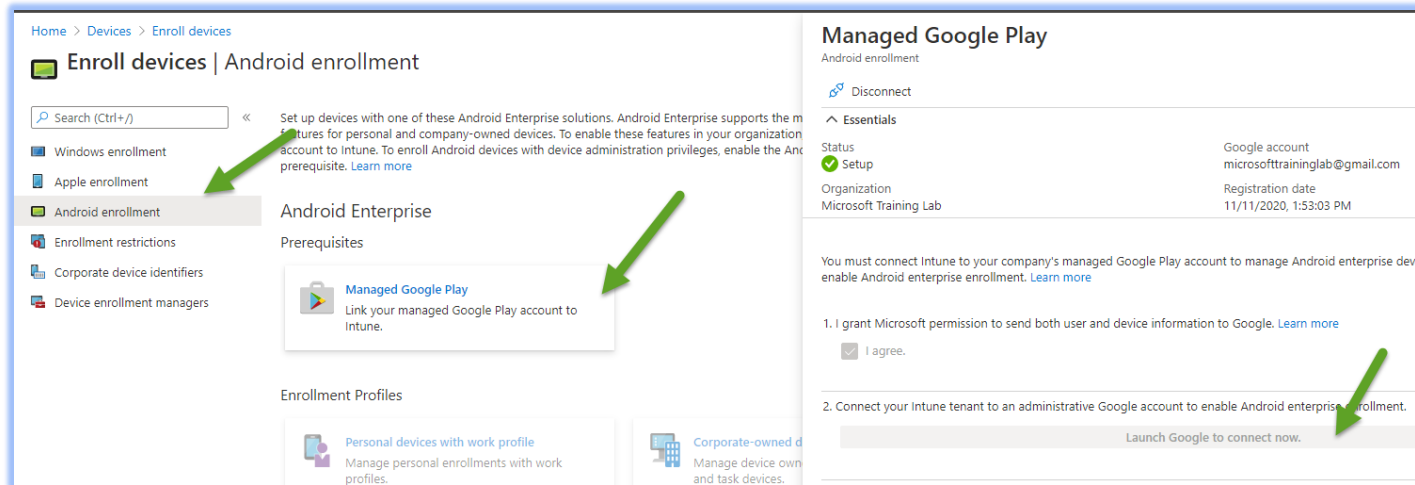 Home > Devices > Enroll devices
Enroll devices | Android enrollment
Search (Ctrl+/)
«
Windows enrollment
Apple enrollment
Android enrollment
Enrollment restrictions
Corporate device identifiers
Device enrollment managers
Set up devices with one of these Android Enterprise solutions. Android Enterprise supports the m
features for personal and company-owned devices. To enable these features in your organization
account to Intune. To enroll Android devices with device administration privileges, enable the And
prerequisite. Learn more
Android Enterprise
Prerequisites
Managed Google Play
Link your managed Google Play account to
Intune.
Enrollment Profiles
Personal devices with work profile
Manage personal enrollments with work
profiles.
Corporate-owned d
Manage device own
and task devices.
Managed Google Play
Android enrollment
Disconnect
Essentials
Status
Setup
Google account
microsofttraininglab@gmail.com
Organization
Microsoft Training Lab
Registration date
11/11/2020, 1:53:03 PM
You must connect Intune to your company's managed Google Play account to manage Android enterprise dev
enable Android enterprise enrollment. Learn more
1. I grant Microsoft permission to send both user and device information to Google. Learn more
I agree.
2. Connect your Intune tenant to an administrative Google account to enable Android enterprise enrollment.
Launch Google to connect now.